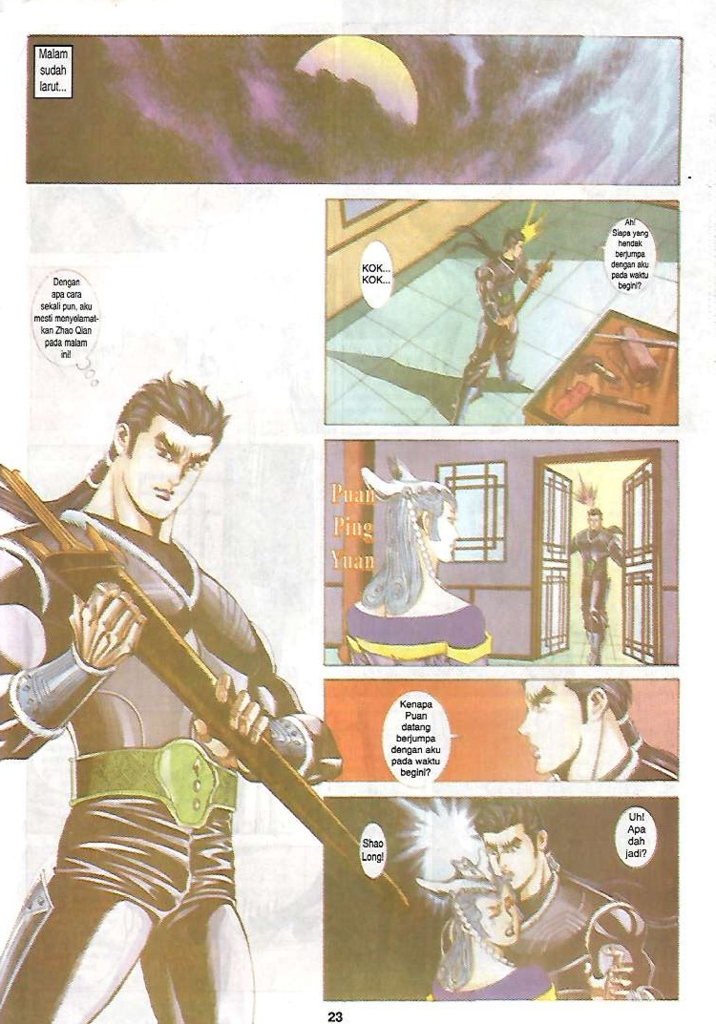 Malam
sudah
larut...
Dengan
apa cara
sekali pun, aku
mesti menyelamat-
kan Zhao Qian
pada malam
ini!
KOK...
KOK...
Ah!
Siapa yang
hendak
berjumpa
dengan aku
pada waktu
begini?
Puan
Ping
Yuan
Kenapa
Puan
datang
berjumpa
dengan aku
pada waktu
begini?
Shao
Long!
Uh!
Apa
dah
jadi?
23